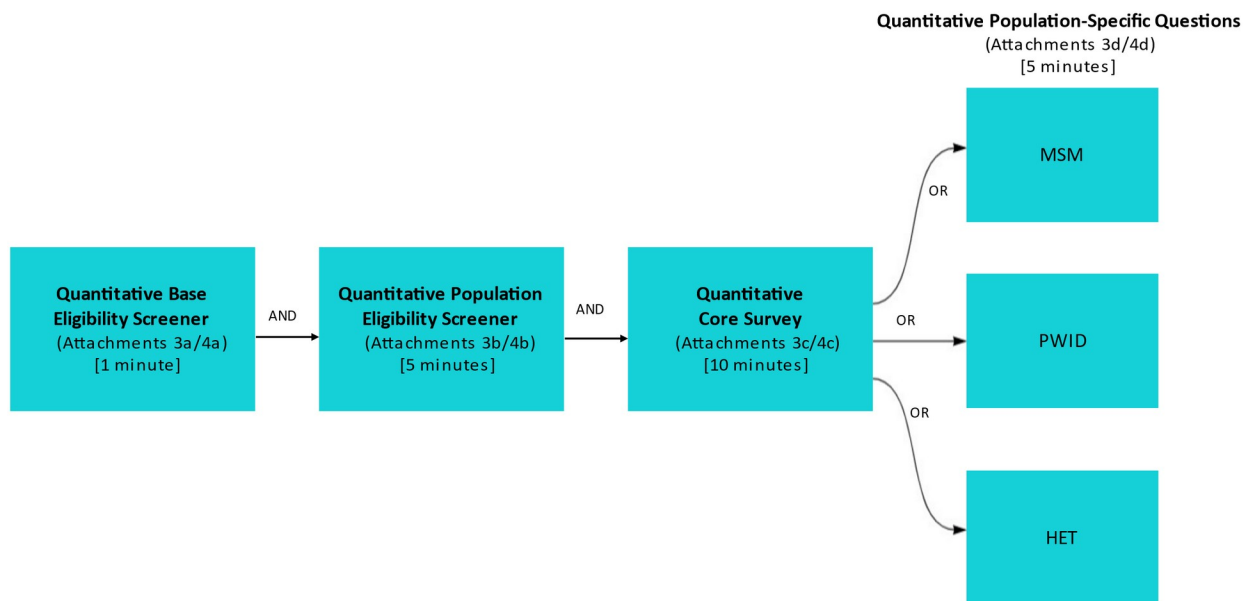 Quantitative Population-Specific Questions
(Attachments 3d/4d)
[5 minutes]
MSM
OR
Quantitative Base
Eligibility Screener
(Attachments 3a/4a)
[1 minute]
AND
Quantitative Population
Eligibility Screener
(Attachments 3b/4b)
[5 minutes]
AND
Quantitative
Core Survey
(Attachments 3c/4c)
[10 minutes]
OR
PWID
OR
HET